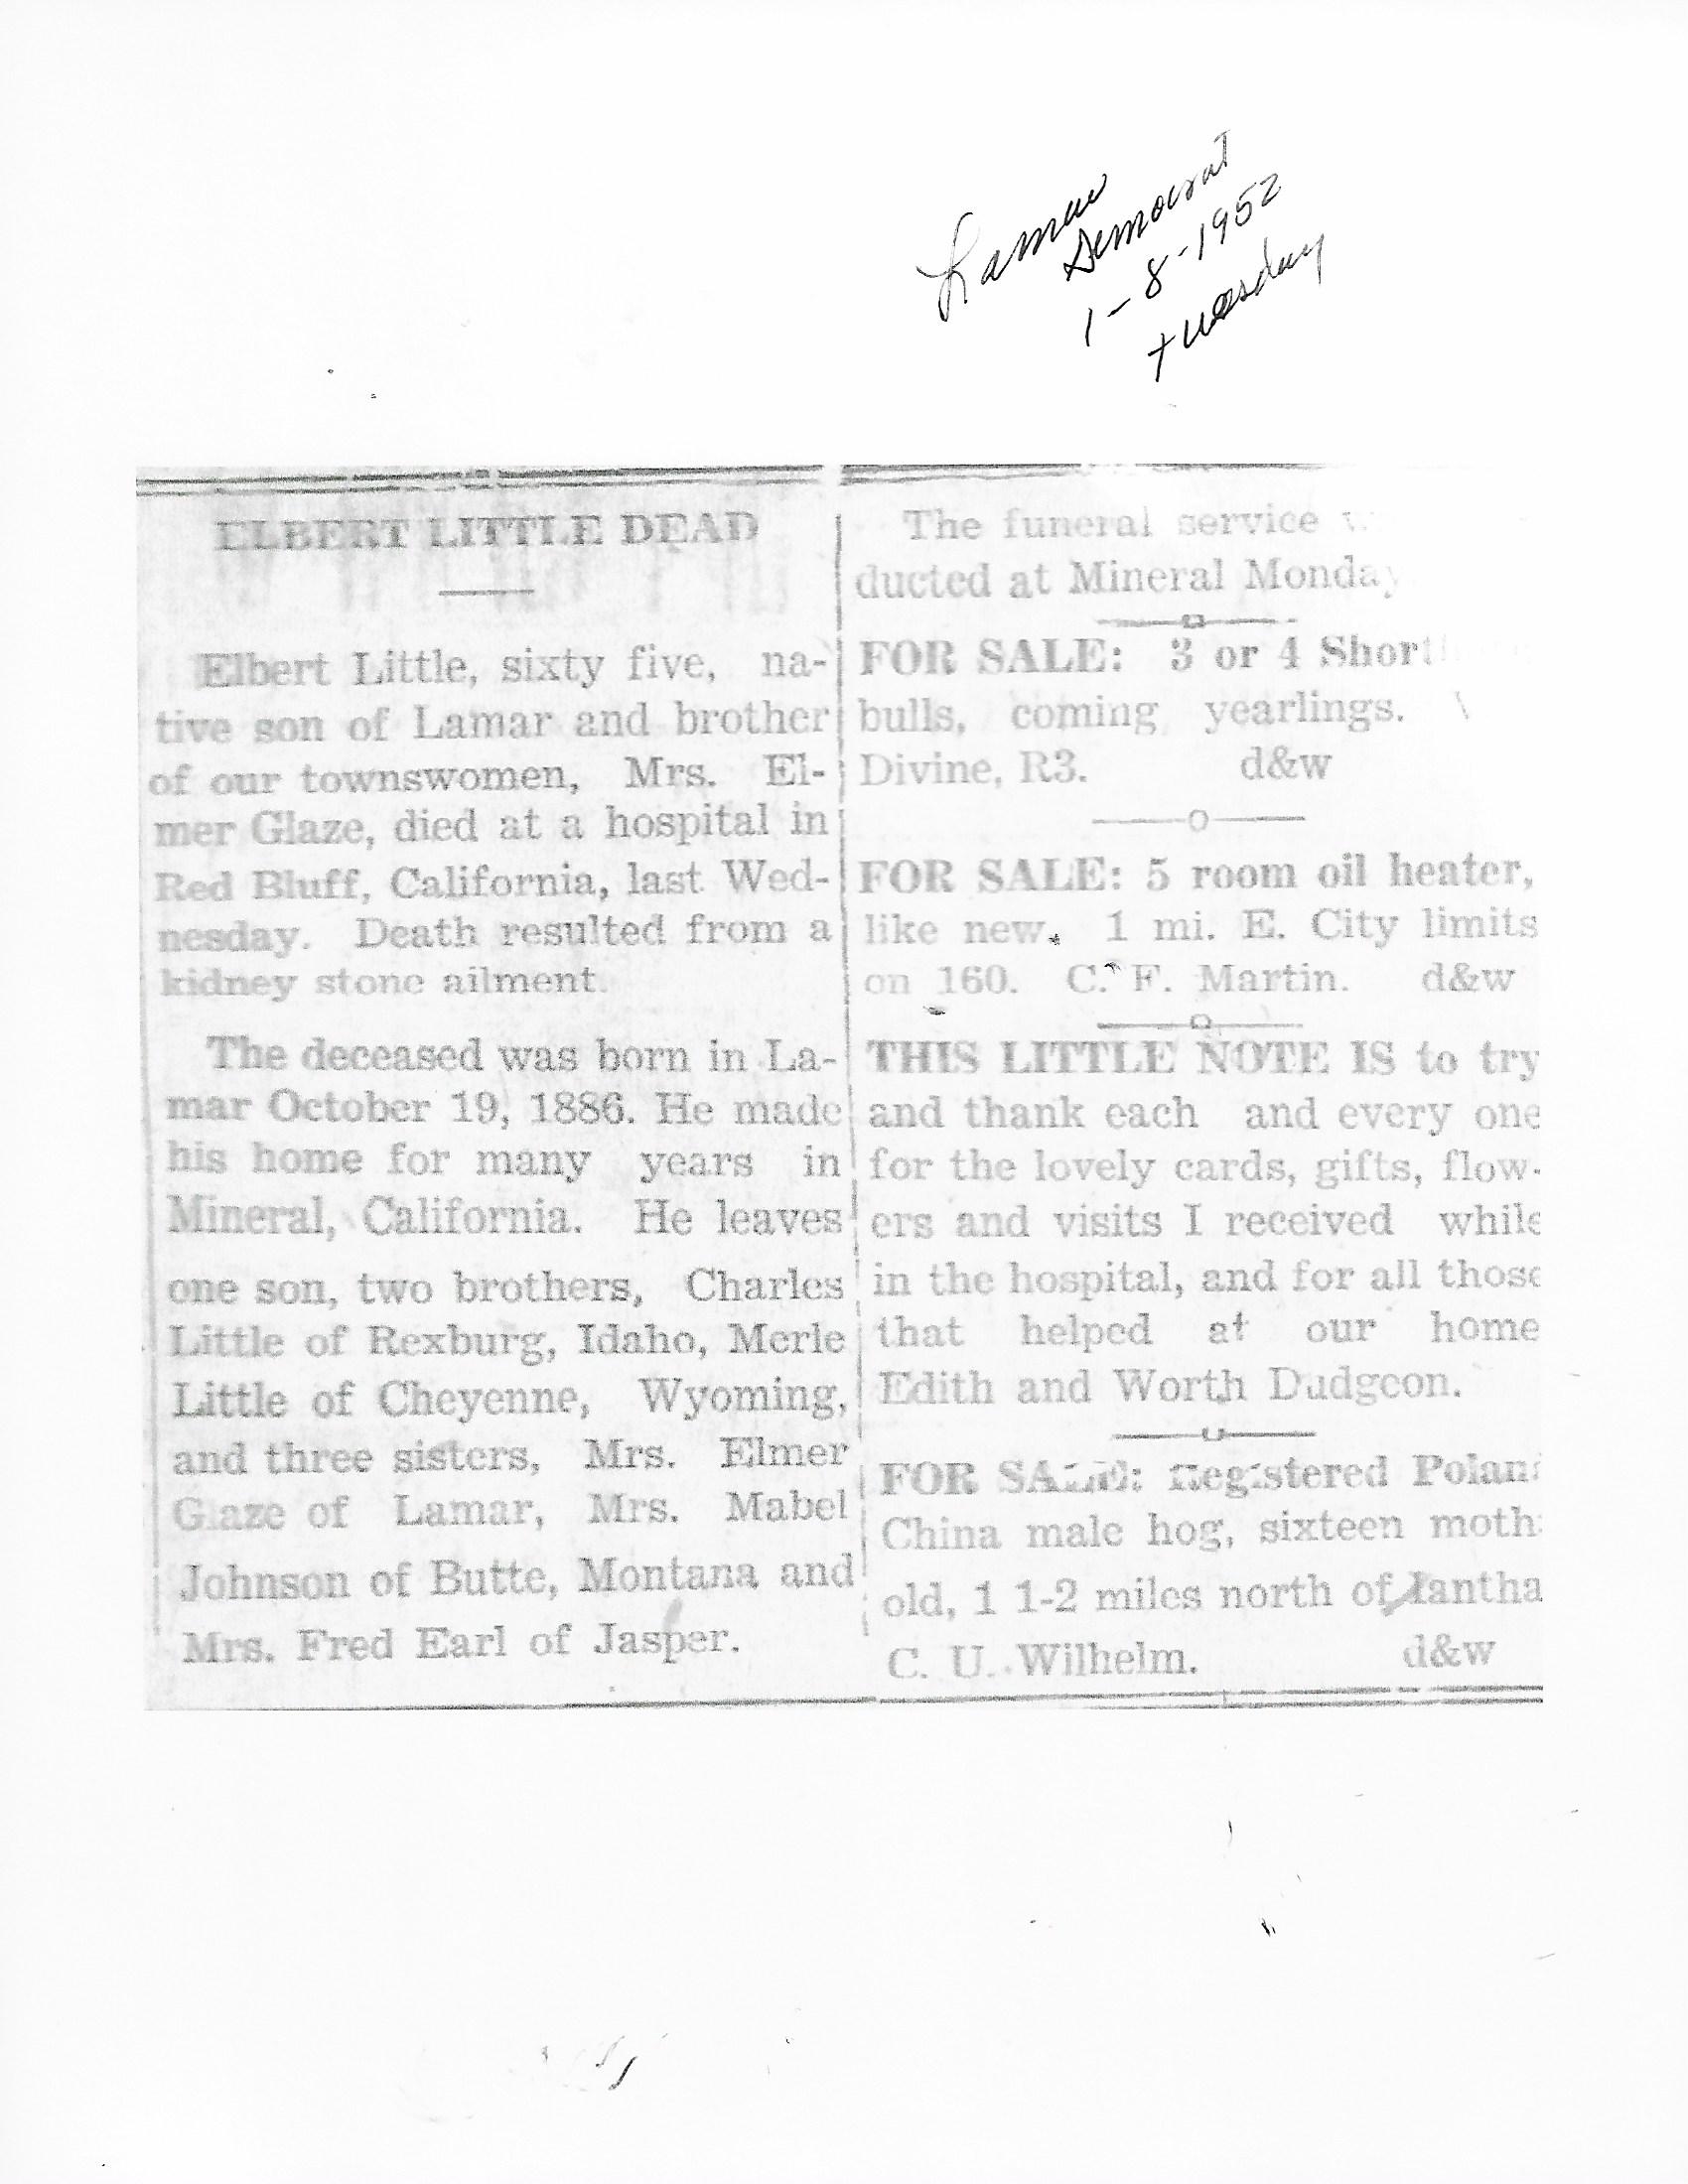 Lamar
Democrat
1-8-1952
tuesday
ELBERT LITTLE DEAD
Elbert Little, sixty five, na-
tive son of Lamar and brother
of our townswomen, Mrs. El-
mer Glaze, died at a hospital in
Red Bluff, California, last Wed-
nesday. Death resulted from a
kidney stone ailment.
The deceased was born in La-
mar October 19, 1886. He made
his home for many years in
Mineral, California. He leaves
one son, two brothers, Charles
Little of Rexburg, Idaho, Merle
Little of Cheyenne, Wyoming,
and three sisters, Mrs. Elmer
Glaze of Lamar, Mrs. Mabel
Johnson of Butte, Montana and
Mrs. Fred Earl of Jasper.
The funeral service
ducted at Mineral Monday
FOR SALE: 3 or 4 Short
bulls, coming yearlings.
Divine, R3. d&w
FOR SALE: 5 room oil heater,
like new. 1 mi. E. City limits
on 160. C. F. Martin. d&w
THIS LITTLE NOTE IS to try
and thank each and every one
for the lovely cards, gifts, flow-
ers and visits I received while
in the hospital, and for all those
that helped at our home
Edith and Worth Dudgeon.
FOR SALE: Registered Polan
China male hog, sixteen moth
old, 1 1-2 miles north of Iantha
C. U. Wilhelm. d&w